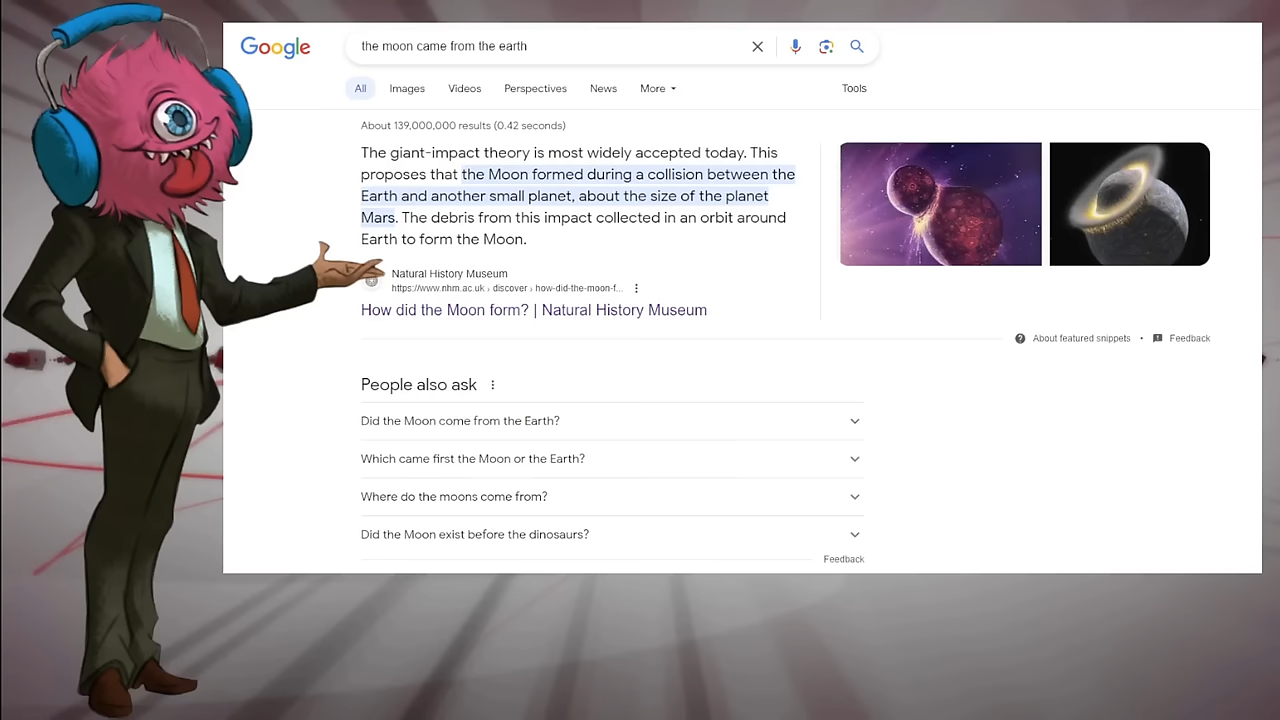 Google
the moon came from the earth
All Images Videos Perspectives News More Tools
About 139,000,000 results (0.42 seconds)
The giant-impact theory is most widely accepted today. This
proposes that the Moon formed during a collision between the
Earth and another small planet, about the size of the planet
Mars. The debris from this impact collected in an orbit around
Earth to form the Moon.
Natural History Museum
https://www.nhm.ac.uk › discover › how-did-the-moon-f...
How did the Moon form? | Natural History Museum
About featured snippets • Feedback
People also ask
Did the Moon come from the Earth?
Which came first the Moon or the Earth?
Where do the moons come from?
Did the Moon exist before the dinosaurs?
Feedback